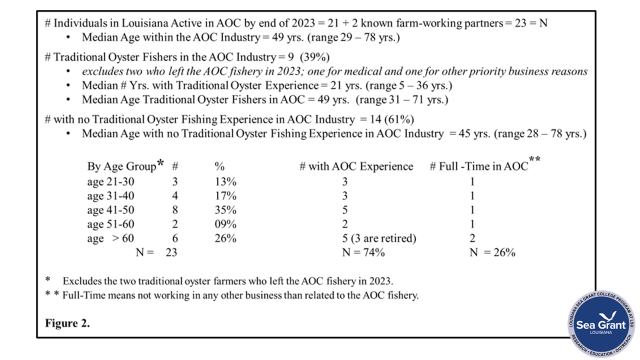 # Individuals in Louisiana Active in AOC by end of 2023 = 21 + 2 known farm-working partners = 23 = N
• Median Age within the AOC Industry = 49 yrs. (range 29 – 78 yrs.)
# Traditional Oyster Fishers in the AOC Industry = 9 (39%)
• excludes two who left the AOC fishery in 2023; one for medical and one for other priority business reasons
• Median # Yrs. with Traditional Oyster Experience = 21 yrs. (range 5 – 36 yrs.)
• Median Age Traditional Oyster Fishers in AOC = 49 yrs. (range 31 – 71 yrs.)
# with no Traditional Oyster Fishing Experience in AOC Industry = 14 (61%)
• Median Age with no Traditional Oyster Fishing Experience in AOC Industry = 45 yrs. (range 28 – 78 yrs.)
By Age Group* # % # with AOC Experience # Full -Time in AOC**
age 21-30 3 13% 3 1
age 31-40 4 17% 3 1
age 41-50 8 35% 5 1
age 51-60 2 09% 2 1
age > 60 6 26% 5 (3 are retired) 2
N = 23 N = 74% N = 26%
* Excludes the two traditional oyster farmers who left the AOC fishery in 2023.
* * Full-Time means not working in any other business than related to the AOC fishery.
Figure 2.
Sea Grant
LOUISIANA